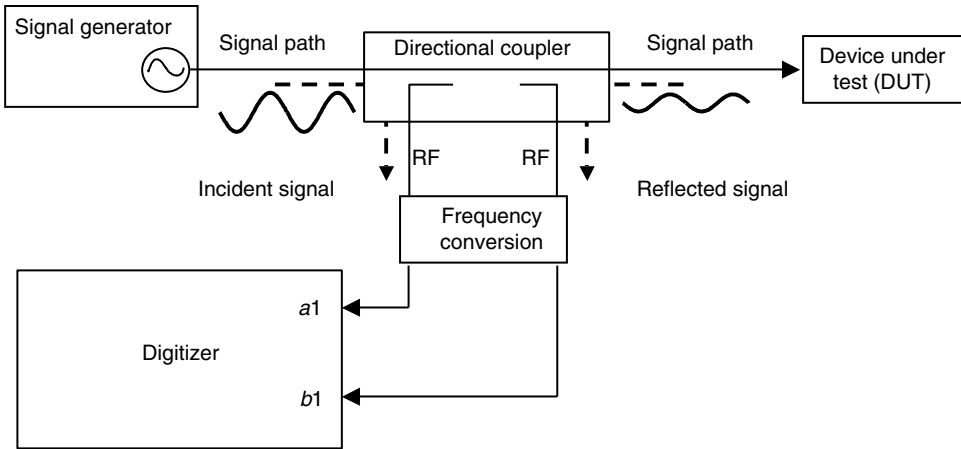 Signal generator
Signal path
Directional coupler
Signal path
Device under
test (DUT)
RF
RF
Incident signal
Reflected signal
Frequency
conversion
a1
Digitizer
b1